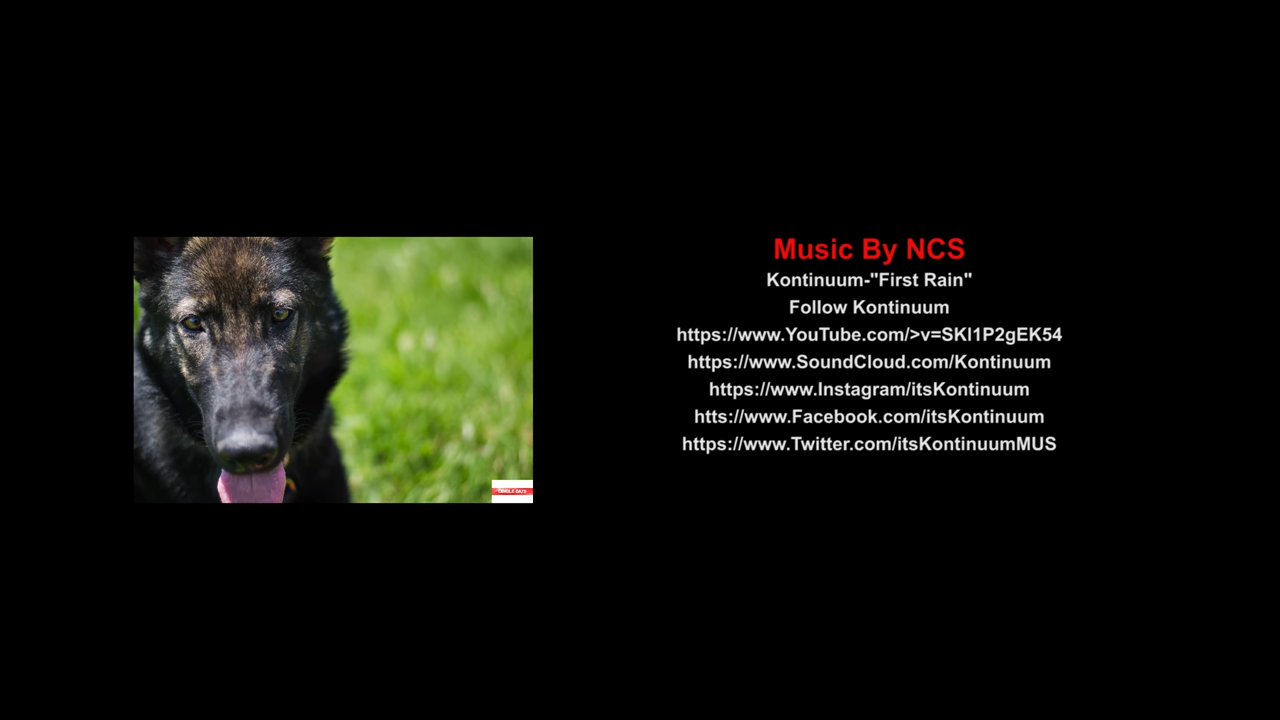 Music By NCS
Kontinuum-"First Rain"
Follow Kontinuum
https://www.YouTube.com/>v=SKI1P2gEK54
https://www.SoundCloud.com/Kontinuum
https://www.Instagram/itsKontinuum
htts://www.Facebook.com/itsKontinuum
https://www.Twitter.com/itsKontinuumMUS